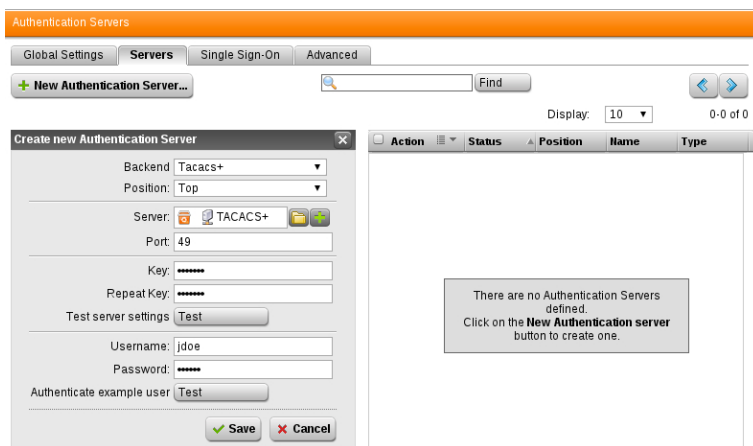 Authentication Servers
Global Settings Servers Single Sign-On Advanced
+ New Authentication Server... Find
Display: 10 0-0 of 0
Create new Authentication Server
Backend Tacacs+
Position: Top
Server: TACACS+
Port: 49
Key: •••••••
Repeat Key: •••••••
Test server settings Test
Username: jdoe
Password: ••••••
Authenticate example user Test
Save Cancel
Action Status Position Name Type
There are no Authentication Servers
defined.
Click on the New Authentication server
button to create one.